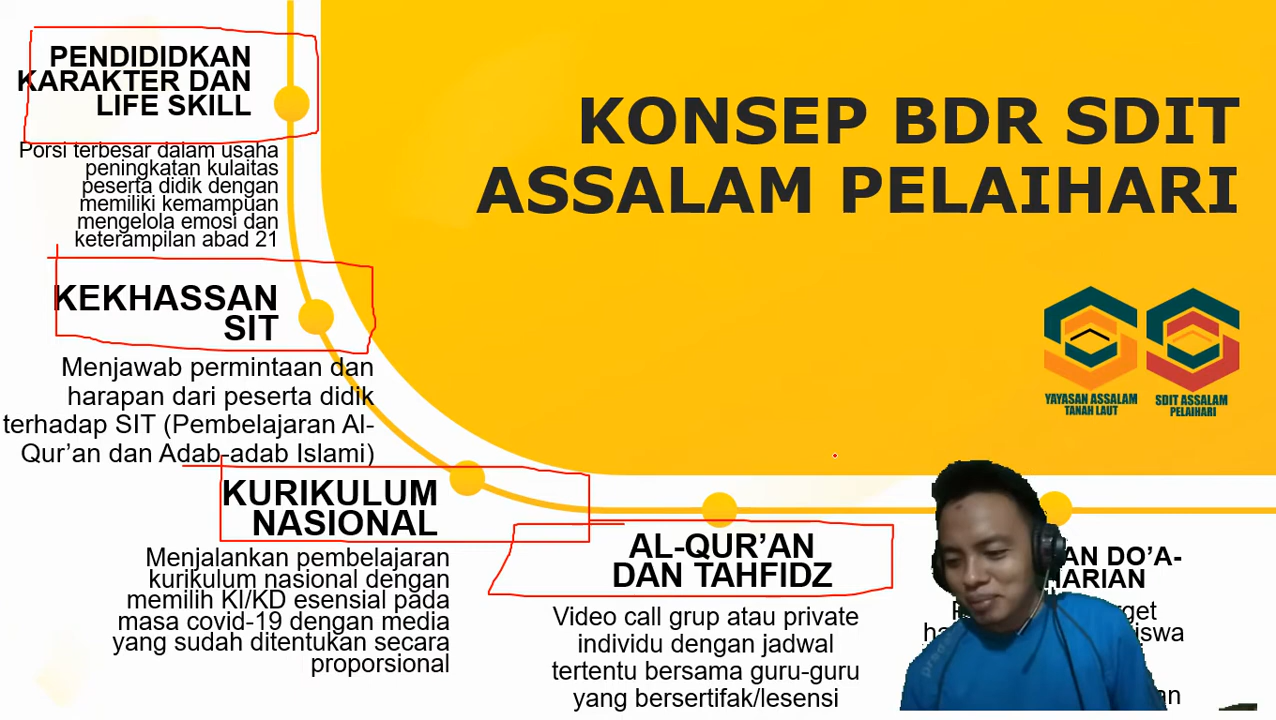 PENDIDIDKAN
KARAKTER DAN
LIFE SKILL
Porsi terbesar dalam usaha
peningkatan kulaitas
peserta didik dengan
memiliki kemampuan
mengelola emosi dan
keterampilan abad 21
KEKHASSAN
SIT
Menjawab permintaan dan
harapan dari peserta didik
terhadap SIT (Pembelajaran Al-
Qur’an dan Adab-adab Islami)
KURIKULUM
NASIONAL
Menjalankan pembelajaran
kurikulum nasional dengan
memilih KI/KD esensial pada
masa covid-19 dengan media
yang sudah ditentukan secara
proporsional
AL-QUR’AN
DAN TAHFIDZ
Video call grup atau private
individu dengan jadwal
tertentu bersama guru-guru
yang bersertifak/lesensi
DO’A-
KONSEP BDR SDIT
ASSALAM PELAIHARI
YAYASAN ASSALAM
TANAH LAUT
SDIT ASSALAM
PELAIHARI